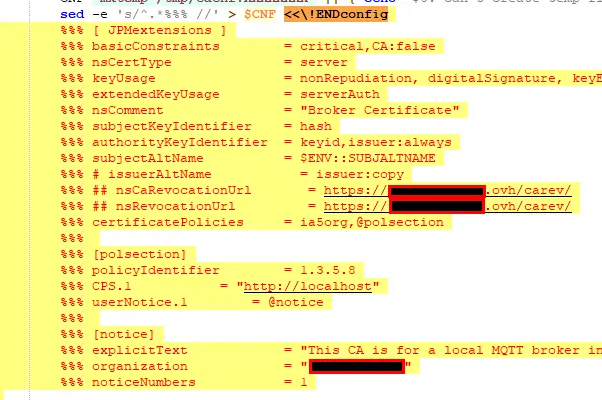 sed -e 's/^.*%%% //' > $CNF <<\!ENDconfig
%%% [ JPMextensions ]
%%% basicConstraints = critical,CA:false
%%% nsCertType = server
%%% keyUsage = nonRepudiation, digitalSignature, keyE
%%% extendedKeyUsage = serverAuth
%%% nsComment = "Broker Certificate"
%%% subjectKeyIdentifier = hash
%%% authorityKeyIdentifier = keyid,issuer:always
%%% subjectAltName = $ENV::SUBJALTNAME
%%% # issuerAltName = issuer:copy
%%% ## nsCaRevocationUrl = https:// .ovh/carev/
%%% ## nsRevocationUrl = https:// .ovh/carev/
%%% certificatePolicies = ia5org,@polsection
%%%
%%% [polsection]
%%% policyIdentifier = 1.3.5.8
%%% CPS.1 = "http://localhost"
%%% userNotice.1 = @notice
%%%
%%% [notice]
%%% explicitText = "This CA is for a local MQTT broker in
%%% organization = " "
%%% noticeNumbers = 1